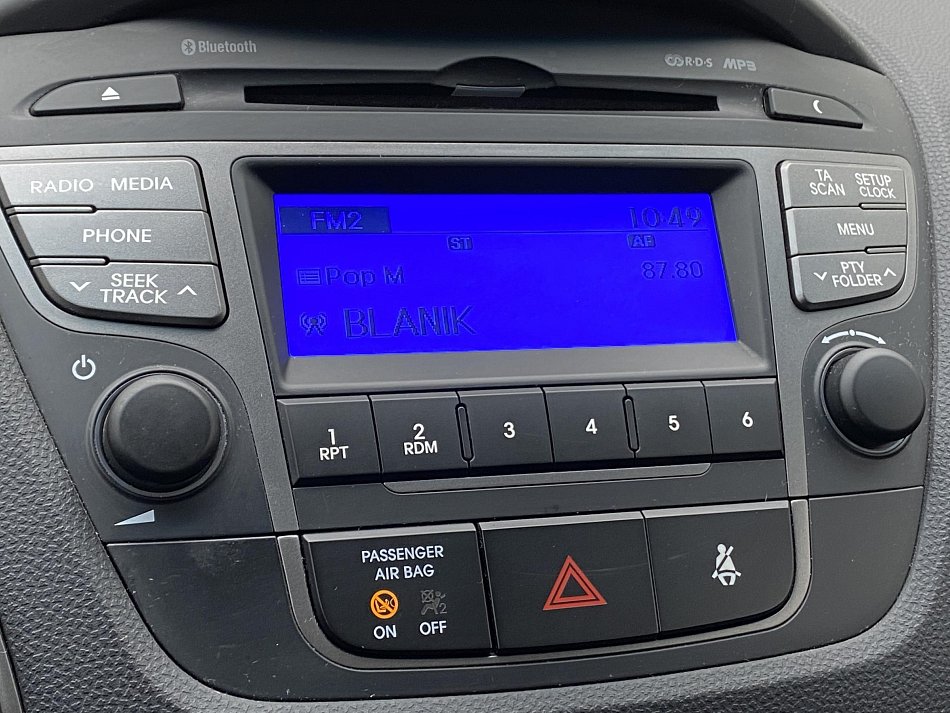 Bluetooth
R·D·S MP3
RADIO MEDIA
PHONE
SEEK
TRACK
FM2 10:49
ST AF
Pop M 87.80
BLANIK
TA
SCAN
SETUP
CLOCK
MENU
PTY
FOLDER
1
RPT
2
RDM
3
4
5
6
PASSENGER
AIR BAG
2
ON OFF